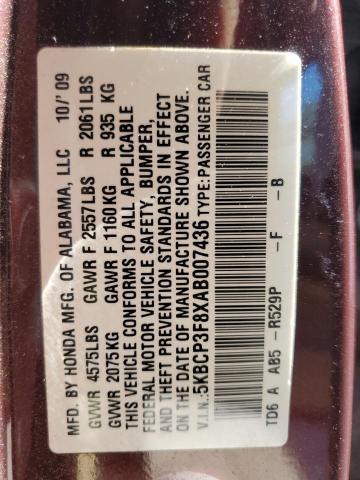 MFD. BY HONDA MFG. OF ALABAMA, LLC 10/'09
GVWR 4575LBS GAWR F 2557LBS R 2061LBS
GVWR 2075KG GAWR F 1160KG R 935 KG
THIS VEHICLE CONFORMS TO ALL APPLICABLE
FEDERAL MOTOR VEHICLE SAFETY, BUMPER,
AND THEFT PREVENTION STANDARDS IN EFFECT
ON THE DATE OF MANUFACTURE SHOWN ABOVE.
V.I.N.:5KBCP3F8XAB007436 TYPE:PASSENGER CAR
TD6 A AB5 -R529P -F -B